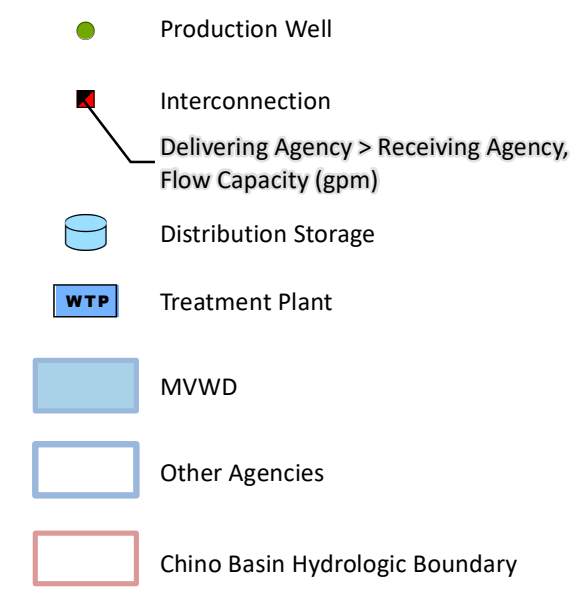 Production Well
Interconnection
Delivering Agency > Receiving Agency,
Flow Capacity (gpm)
Distribution Storage
WTP Treatment Plant
MVWD
Other Agencies
Chino Basin Hydrologic Boundary